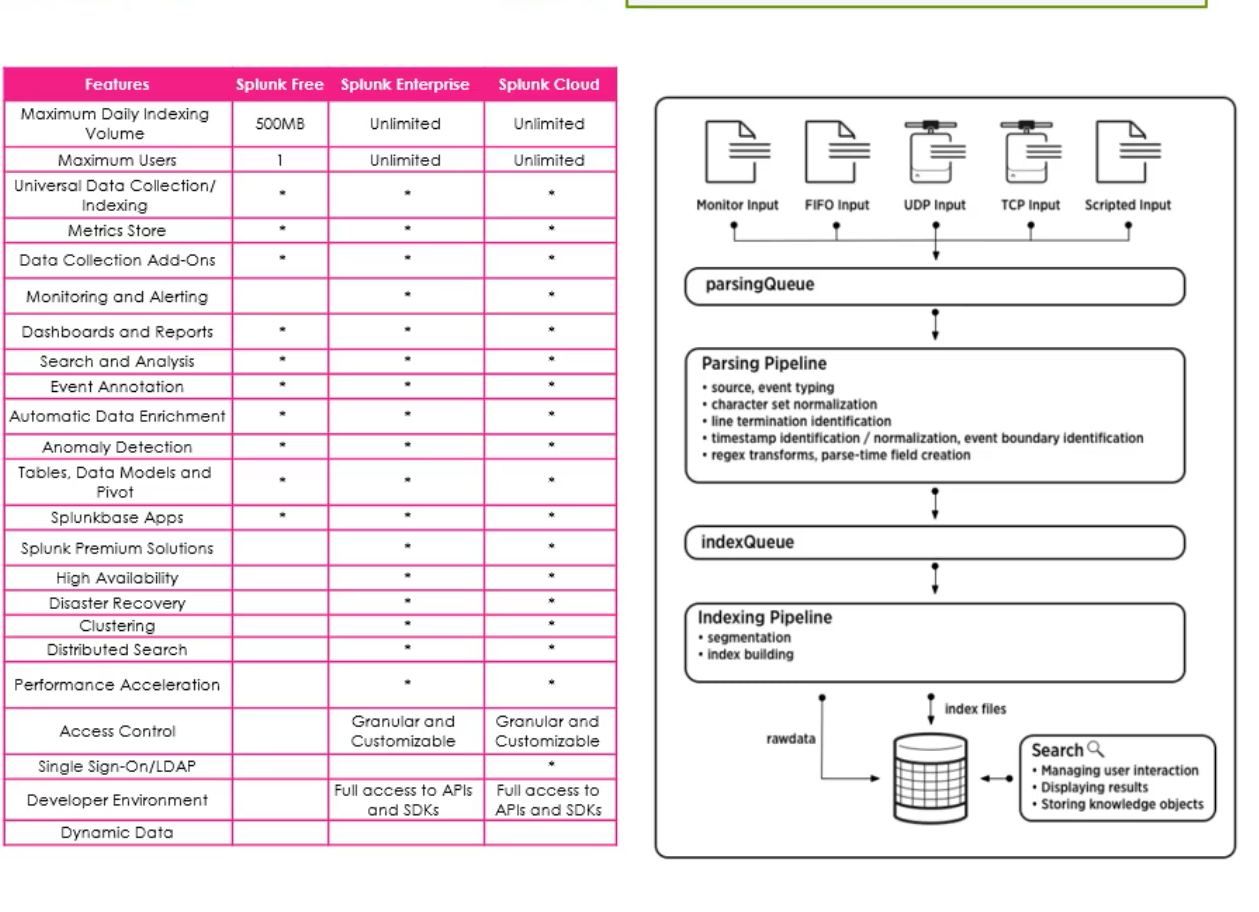 Features Splunk Free Splunk Enterprise Splunk Cloud
Maximum Daily Indexing
Volume 500MB Unlimited Unlimited
Maximum Users 1 Unlimited Unlimited
Universal Data Collection/
Indexing * * *
Metrics Store * * *
Data Collection Add-Ons * * *
Monitoring and Alerting * *
Dashboards and Reports * * *
Search and Analysis * * *
Event Annotation * * *
Automatic Data Enrichment * * *
Anomaly Detection * * *
Tables, Data Models and
Pivot * * *
Splunkbase Apps * * *
Splunk Premium Solutions * *
High Availability * *
Disaster Recovery * *
Clustering * *
Distributed Search * *
Performance Acceleration * *
Access Control Granular and Customizable Granular and Customizable
Single Sign-On/LDAP *
Developer Environment Full access to APIs and SDKs Full access to APIs and SDKs
Dynamic Data
Monitor Input FIFO Input UDP Input TCP Input Scripted Input
parsingQueue
Parsing Pipeline
• source, event typing
• character set normalization
• line termination identification
• timestamp identification / normalization, event boundary identification
• regex transforms, parse-time field creation
indexQueue
Indexing Pipeline
• segmentation
• index building
index files
rawdata
Search
• Managing user interaction
• Displaying results
• Storing knowledge objects